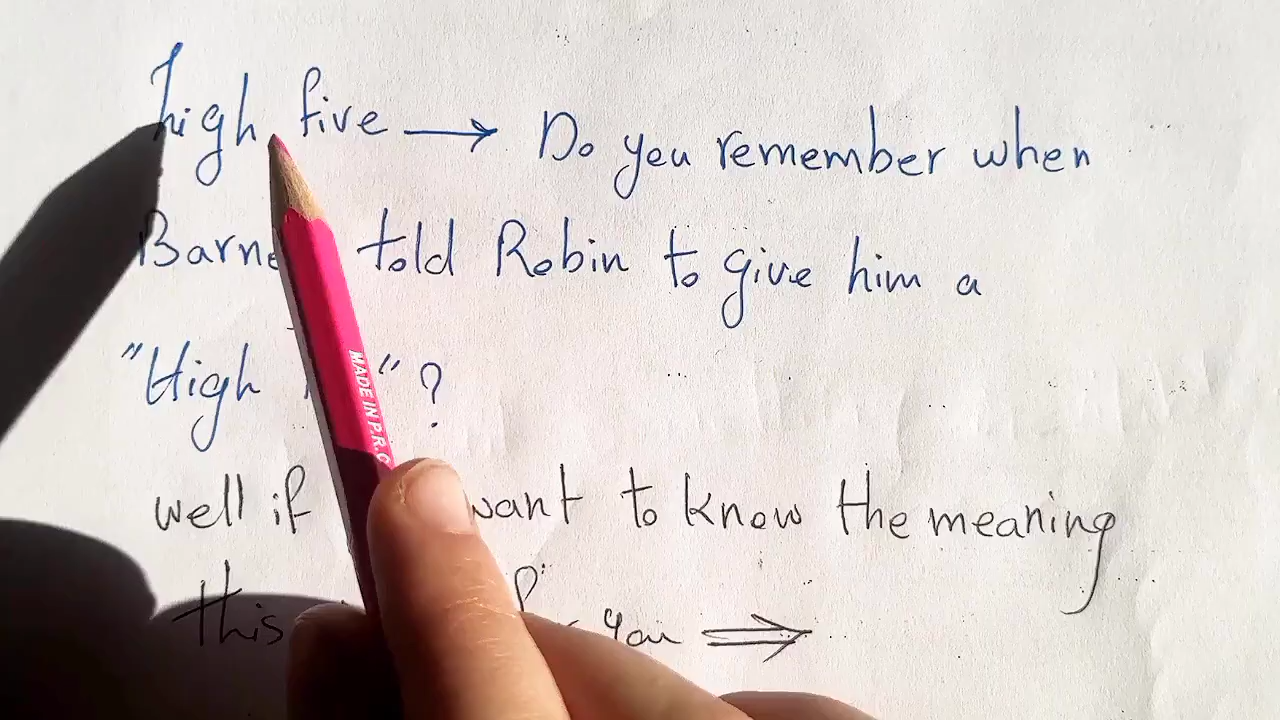 high five → Do you remember when
Barne told Robin to give him a
"High " ?
well if want to know the meaning
this you ⇒
MADE IN P.R.C